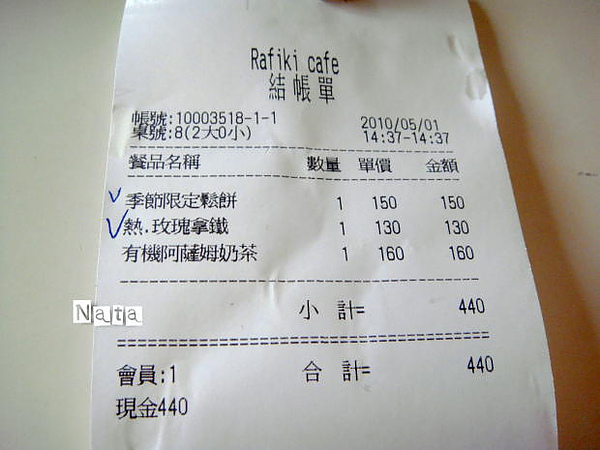 Rafiki cafe
結帳單
帳號:10003518-1-1 2010/05/01
桌號:8(2大0小) 14:37-14:37
餐品名稱 數量 單價 金額
季節限定鬆餅 1 150 150
熱.玫瑰拿鐵 1 130 130
有機阿薩姆奶茶 1 160 160
小 計= 440
Nata
會員:1 合 計= 440
現金440